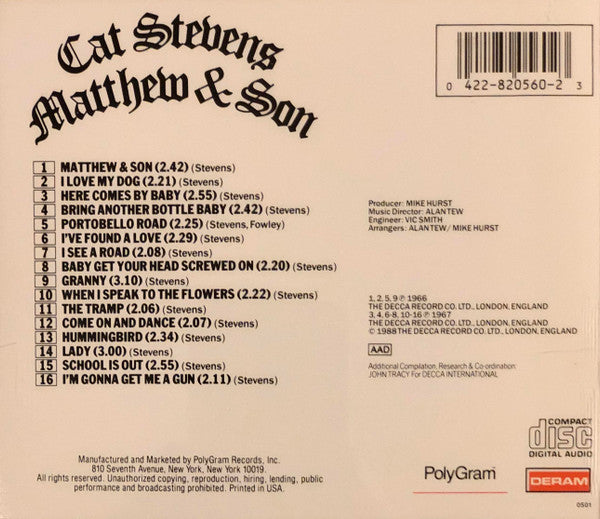 Cat Stevens
Matthew & Son
0 422-820560-2 3
1 MATTHEW & SON (2.42) (Stevens)
2 I LOVE MY DOG (2.21) (Stevens)
3 HERE COMES BY BABY (2.55) (Stevens)
4 BRING ANOTHER BOTTLE BABY (2.42) (Stevens)
5 PORTOBELLO ROAD (2.25) (Stevens, Fowley)
6 I'VE FOUND A LOVE (2.29) (Stevens)
7 I SEE A ROAD (2.08) (Stevens)
8 BABY GET YOUR HEAD SCREWED ON (2.20) (Stevens)
9 GRANNY (3.10) (Stevens)
10 WHEN I SPEAK TO THE FLOWERS (2.22) (Stevens)
11 THE TRAMP (2.06) (Stevens)
12 COME ON AND DANCE (2.07) (Stevens)
13 HUMMINGBIRD (2.34) (Stevens)
14 LADY (3.00) (Stevens)
15 SCHOOL IS OUT (2.55) (Stevens)
16 I'M GONNA GET ME A GUN (2.11) (Stevens)
Producer: MIKE HURST
Music Director: ALAN TEW
Engineer: VIC SMITH
Arrangers: ALAN TEW / MIKE HURST
1, 2, 5, 9 ℗ 1966
THE DECCA RECORD CO. LTD., LONDON, ENGLAND
3, 4, 6-8, 10-16 ℗ 1967
THE DECCA RECORD CO. LTD., LONDON, ENGLAND
© 1988 THE DECCA RECORD CO. LTD., LONDON, ENGLAND
AAD
Additional Compilation, Research & Co-ordination:
JOHN TRACY For DECCA INTERNATIONAL
COMPACT
disc
DIGITAL AUDIO
Manufactured and Marketed by PolyGram Records, Inc.
810 Seventh Avenue, New York, New York 10019.
All rights reserved. Unauthorized copying, reproduction, hiring, lending, public
performance and broadcasting prohibited. Printed in USA.
PolyGram
DERAM
0501